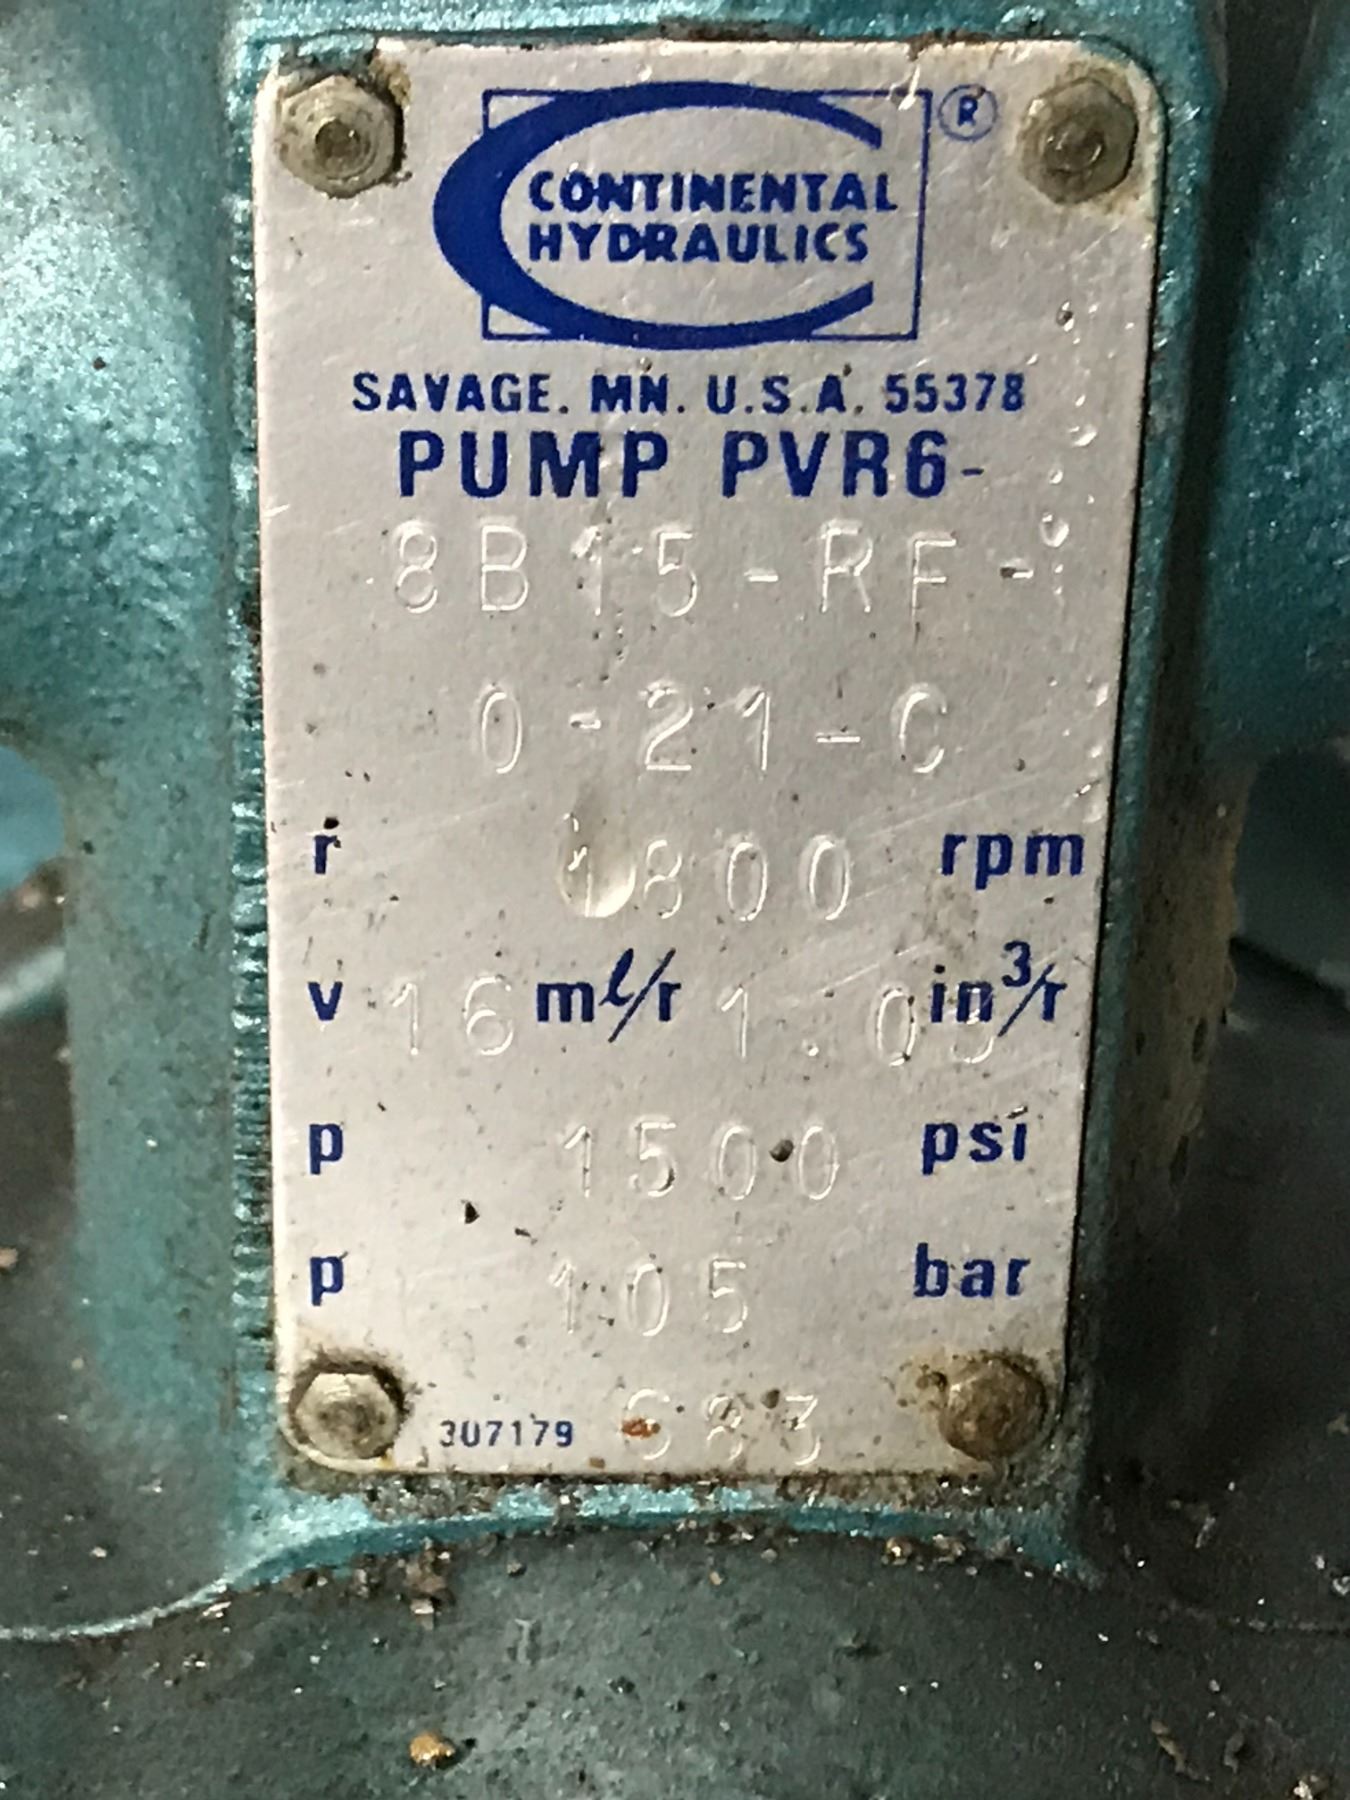 CONTINENTAL ®
HYDRAULICS
SAVAGE. MN. U.S.A. 55378
PUMP PVR6-
8B15-RF-
0-21-C
r 1800 rpm
v 16 mℓ/r in³/r
p 1500 psi
p 105 bar
307179